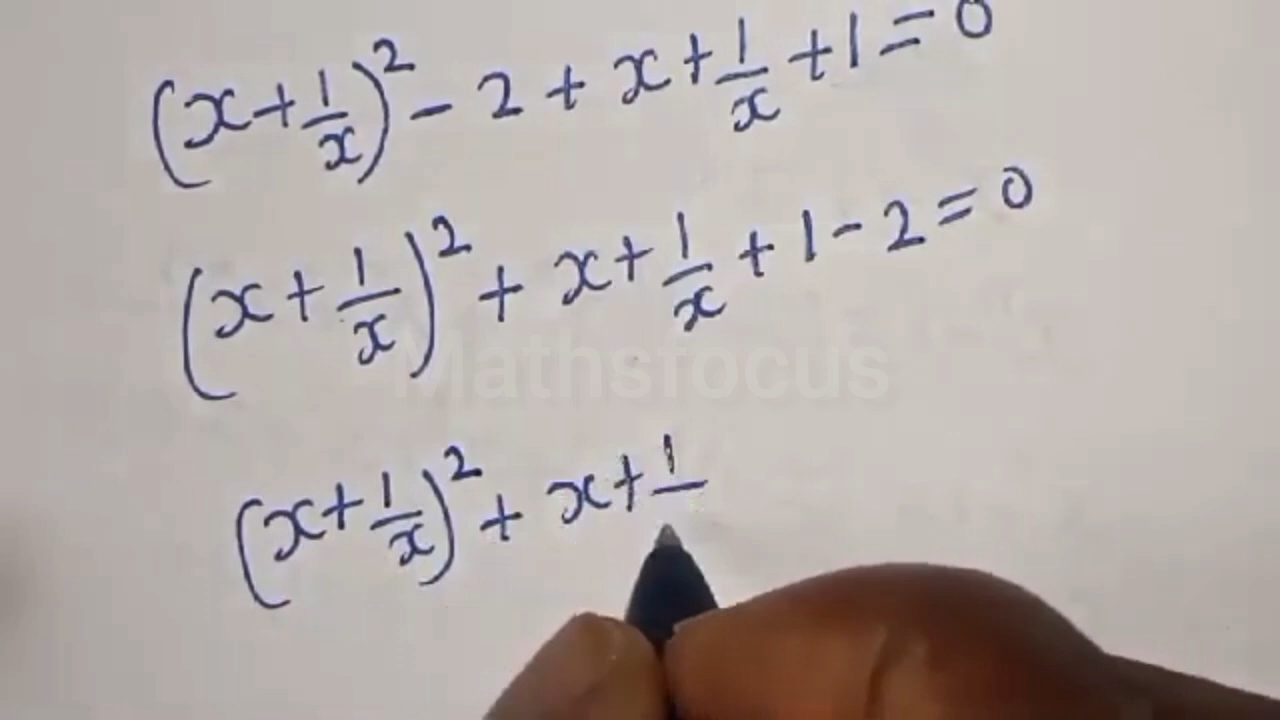 (x+1/x)² - 2 + x+1/x +1=0
(x+1/x)² + x+1/x +1-2=0
Mathsfocus
(x+1/x)² + x+1/